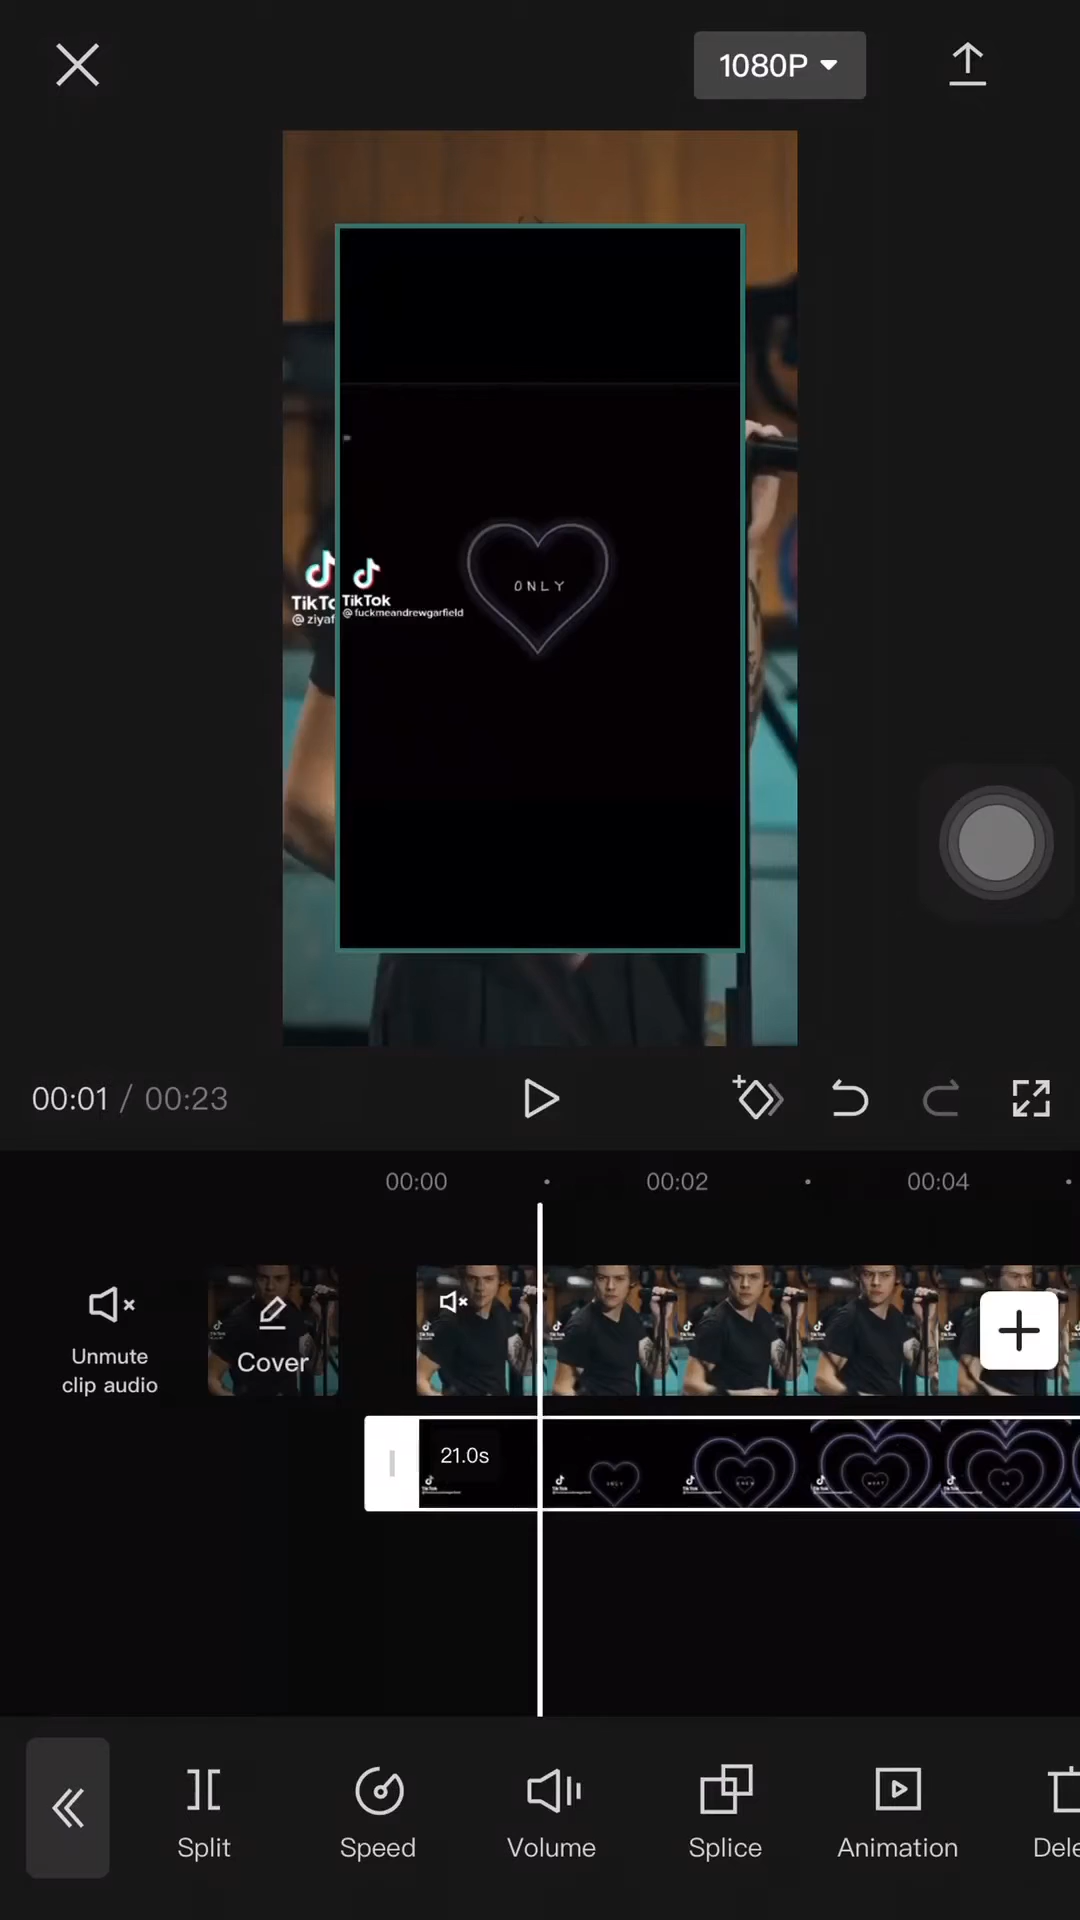 1080P
ONLY
TikTo
@ ziyaf
TikTok
@fuckmeandrewgarfield
00:01 / 00:23
00:00
00:02
00:04
Unmute
clip audio
Cover
21.0s
Split
Speed
Volume
Splice
Animation
Dele